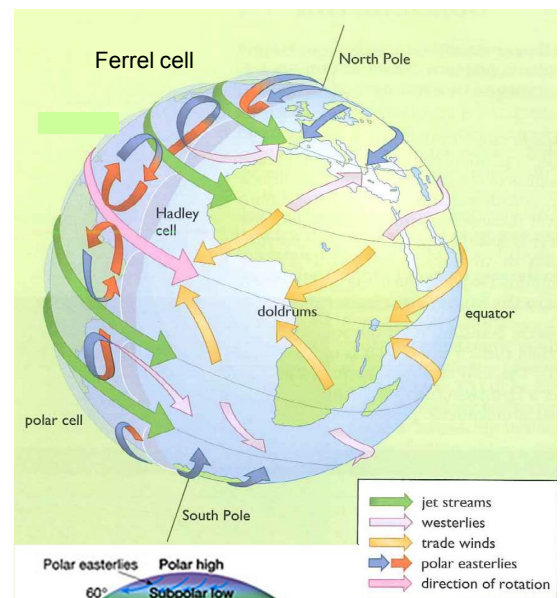 Ferrel cell
North Pole
Hadley
cell
doldrums
equator
polar cell
South Pole
jet streams
westerlies
trade winds
polar easterlies
direction of rotation
Polar easterlies
Polar high
60°
Subpolar low